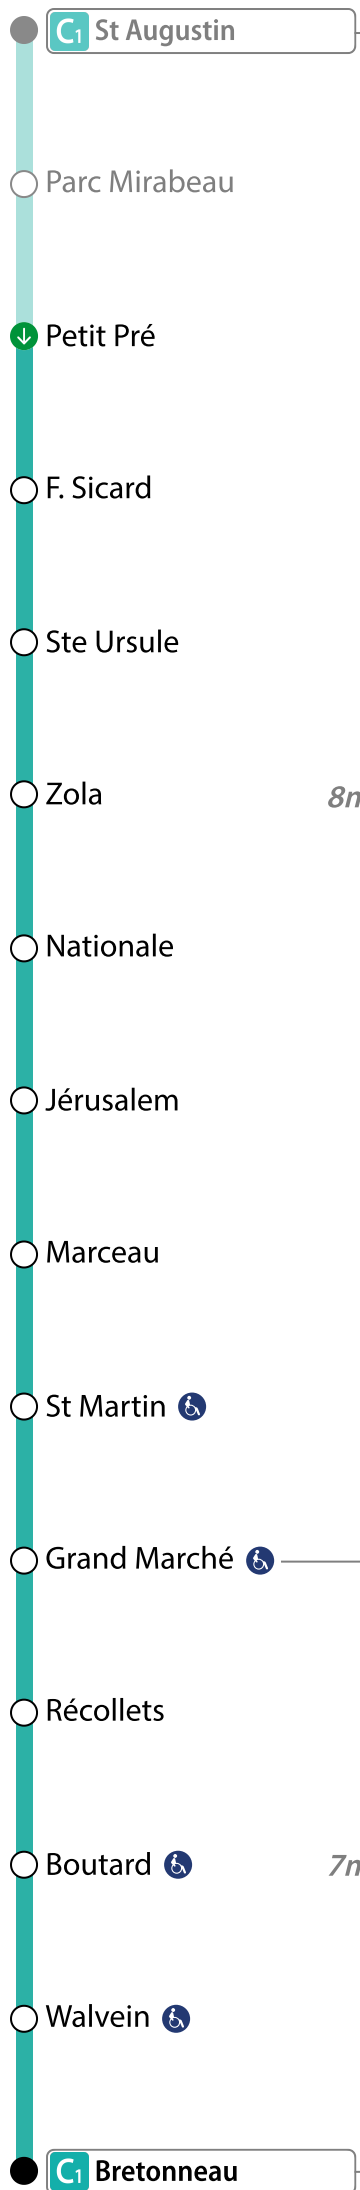 C1 St Augustin
Parc Mirabeau
Petit Pré
F. Sicard
Ste Ursule
Zola
Nationale
Jérusalem
Marceau
St Martin
Grand Marché
Récollets
Boutard
Walvein
C1 Bretonneau